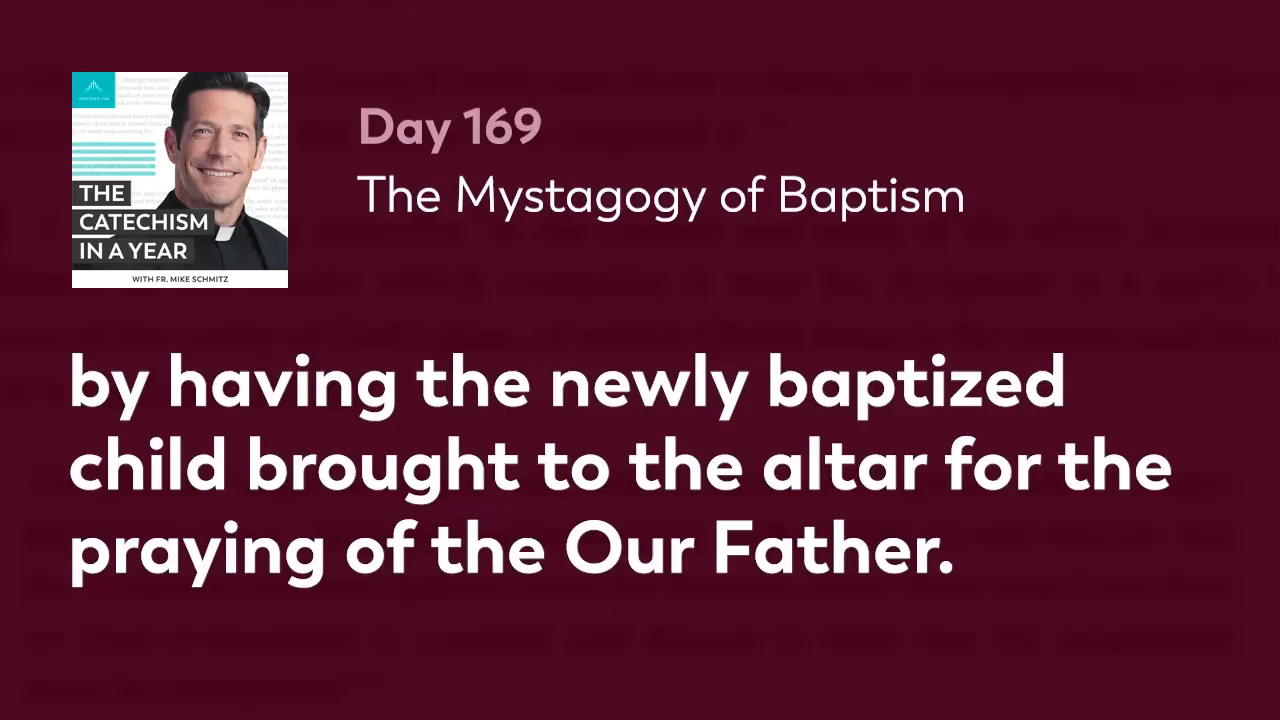 ASCENSION
THE
CATECHISM
IN A YEAR
WITH FR. MIKE SCHMITZ
Day 169
The Mystagogy of Baptism
by having the newly baptized
child brought to the altar for the
praying of the Our Father.